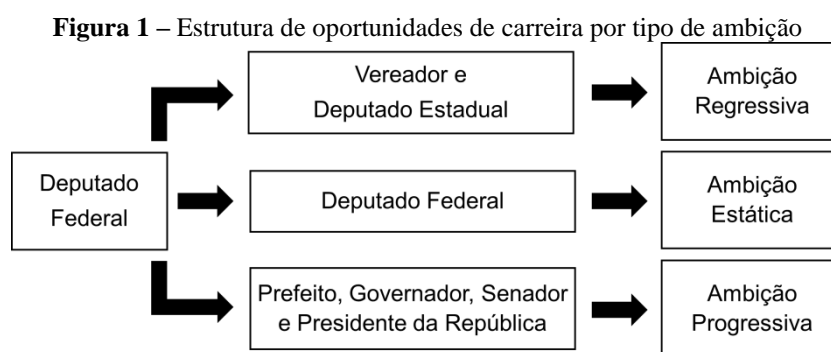 Figura 1 – Estrutura de oportunidades de carreira por tipo de ambição
Deputado
Federal
Vereador e
Deputado Estadual
Ambição
Regressiva
Deputado Federal
Ambição
Estática
Prefeito, Governador, Senador
e Presidente da República
Ambição
Progressiva